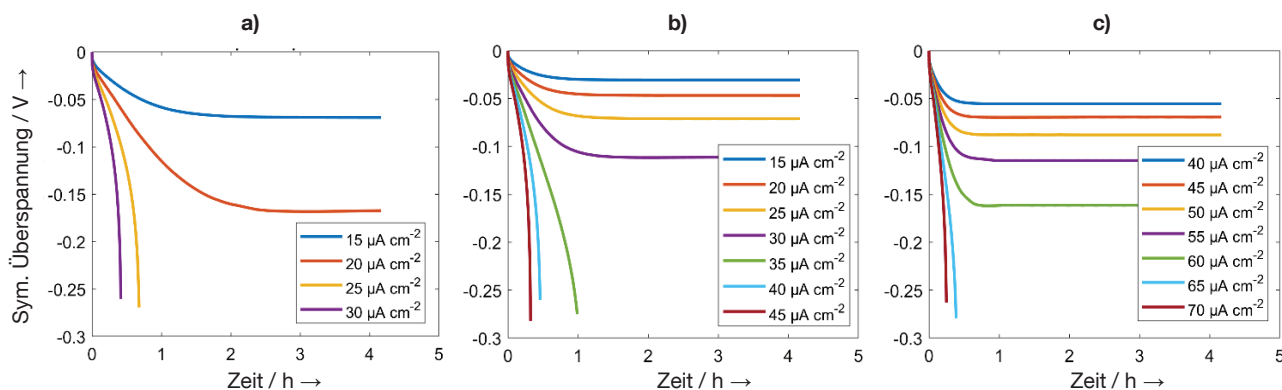 a)
b)
c)
Sym. Überspannung / V →
0
-0.05
-0.1
-0.15
-0.2
-0.25
-0.3
0 1 2 3 4 5
Zeit / h →
15 µA cm⁻²
20 µA cm⁻²
25 µA cm⁻²
30 µA cm⁻²
0
-0.05
-0.1
-0.15
-0.2
-0.25
-0.3
0 1 2 3 4 5
Zeit / h →
15 µA cm⁻²
20 µA cm⁻²
25 µA cm⁻²
30 µA cm⁻²
35 µA cm⁻²
40 µA cm⁻²
45 µA cm⁻²
0
-0.05
-0.1
-0.15
-0.2
-0.25
-0.3
0 1 2 3 4 5
Zeit / h →
40 µA cm⁻²
45 µA cm⁻²
50 µA cm⁻²
55 µA cm⁻²
60 µA cm⁻²
65 µA cm⁻²
70 µA cm⁻²